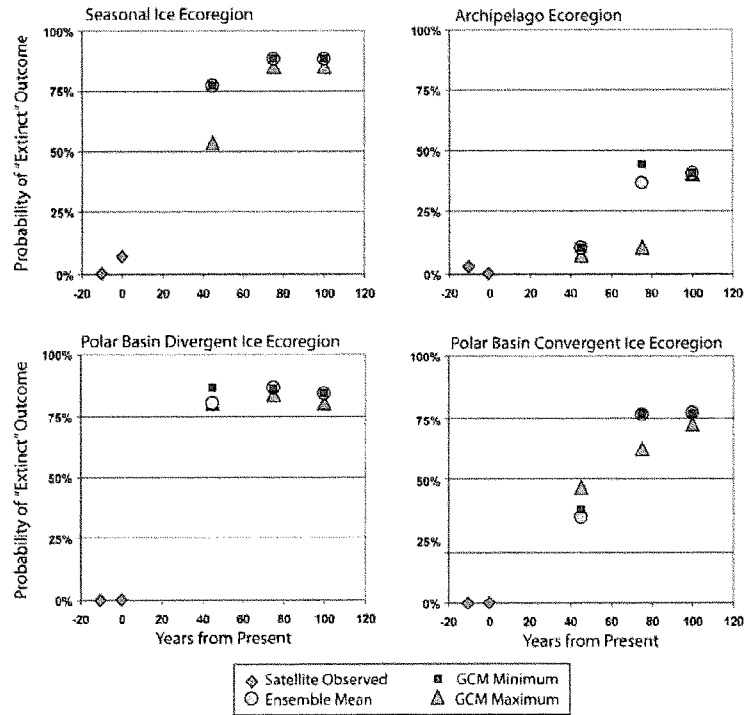 Seasonal Ice Ecoregion
Probability of "Extinct" Outcome
100%
75%
50%
25%
0%
-20 0 20 40 60 80 100 120
Archipelago Ecoregion
100%
75%
50%
25%
0%
-20 0 20 40 60 80 100 120
Polar Basin Divergent Ice Ecoregion
Probability of "Extinct" Outcome
100%
75%
50%
25%
0%
-20 0 20 40 60 80 100 120
Years from Present
Polar Basin Convergent Ice Ecoregion
100%
75%
50%
25%
0%
-20 0 20 40 60 80 100 120
Years from Present
Satellite Observed
GCM Minimum
Ensemble Mean
GCM Maximum